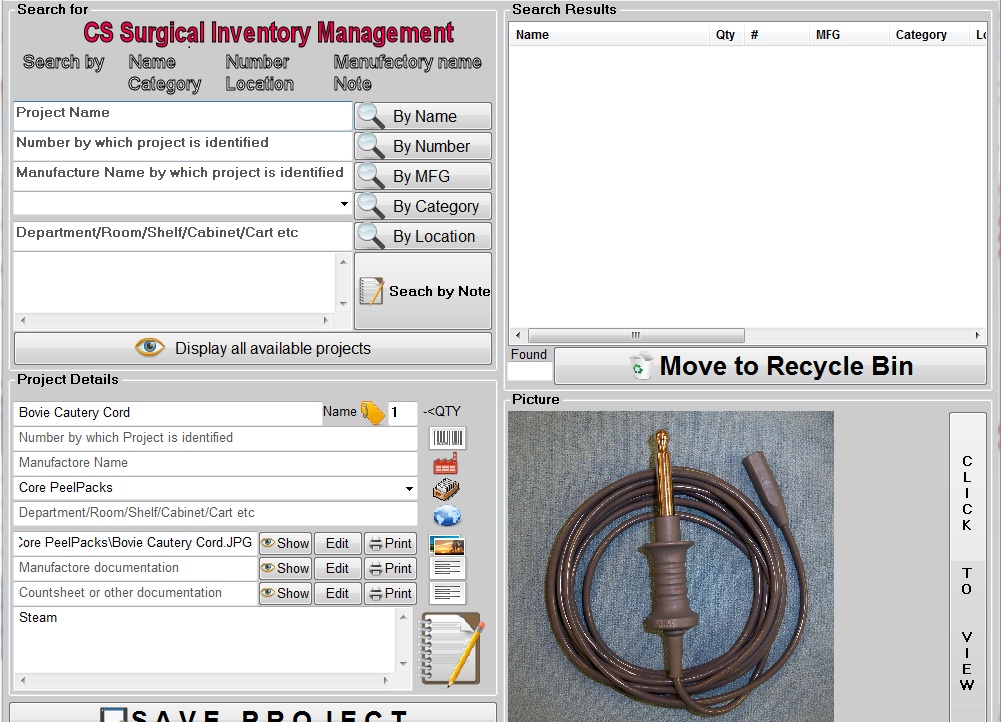 Search for
CS Surgical Inventory Management
Search by Name Number Manufactory name
Category Location Note
Project Name
By Name
Number by which project is identified
By Number
Manufacture Name by which project is identified
By MFG
By Category
Department/Room/Shelf/Cabinet/Cart etc
By Location
Seach by Note
Display all available projects
Project Details
Bovie Cautery Cord
Name
1
-<QTY
Number by which Project is identified
Manufactore Name
Core PeelPacks
Department/Room/Shelf/Cabinet/Cart etc
Core PeelPacks\Bovie Cautery Cord.JPG
Show Edit Print
Manufactore documentation
Show Edit Print
Countsheet or other documentation
Show Edit Print
Steam
SAVE PROJECT
Search Results
Name Qty # MFG Category
Found
Move to Recycle Bin
Picture
CLICK
TO
VIEW